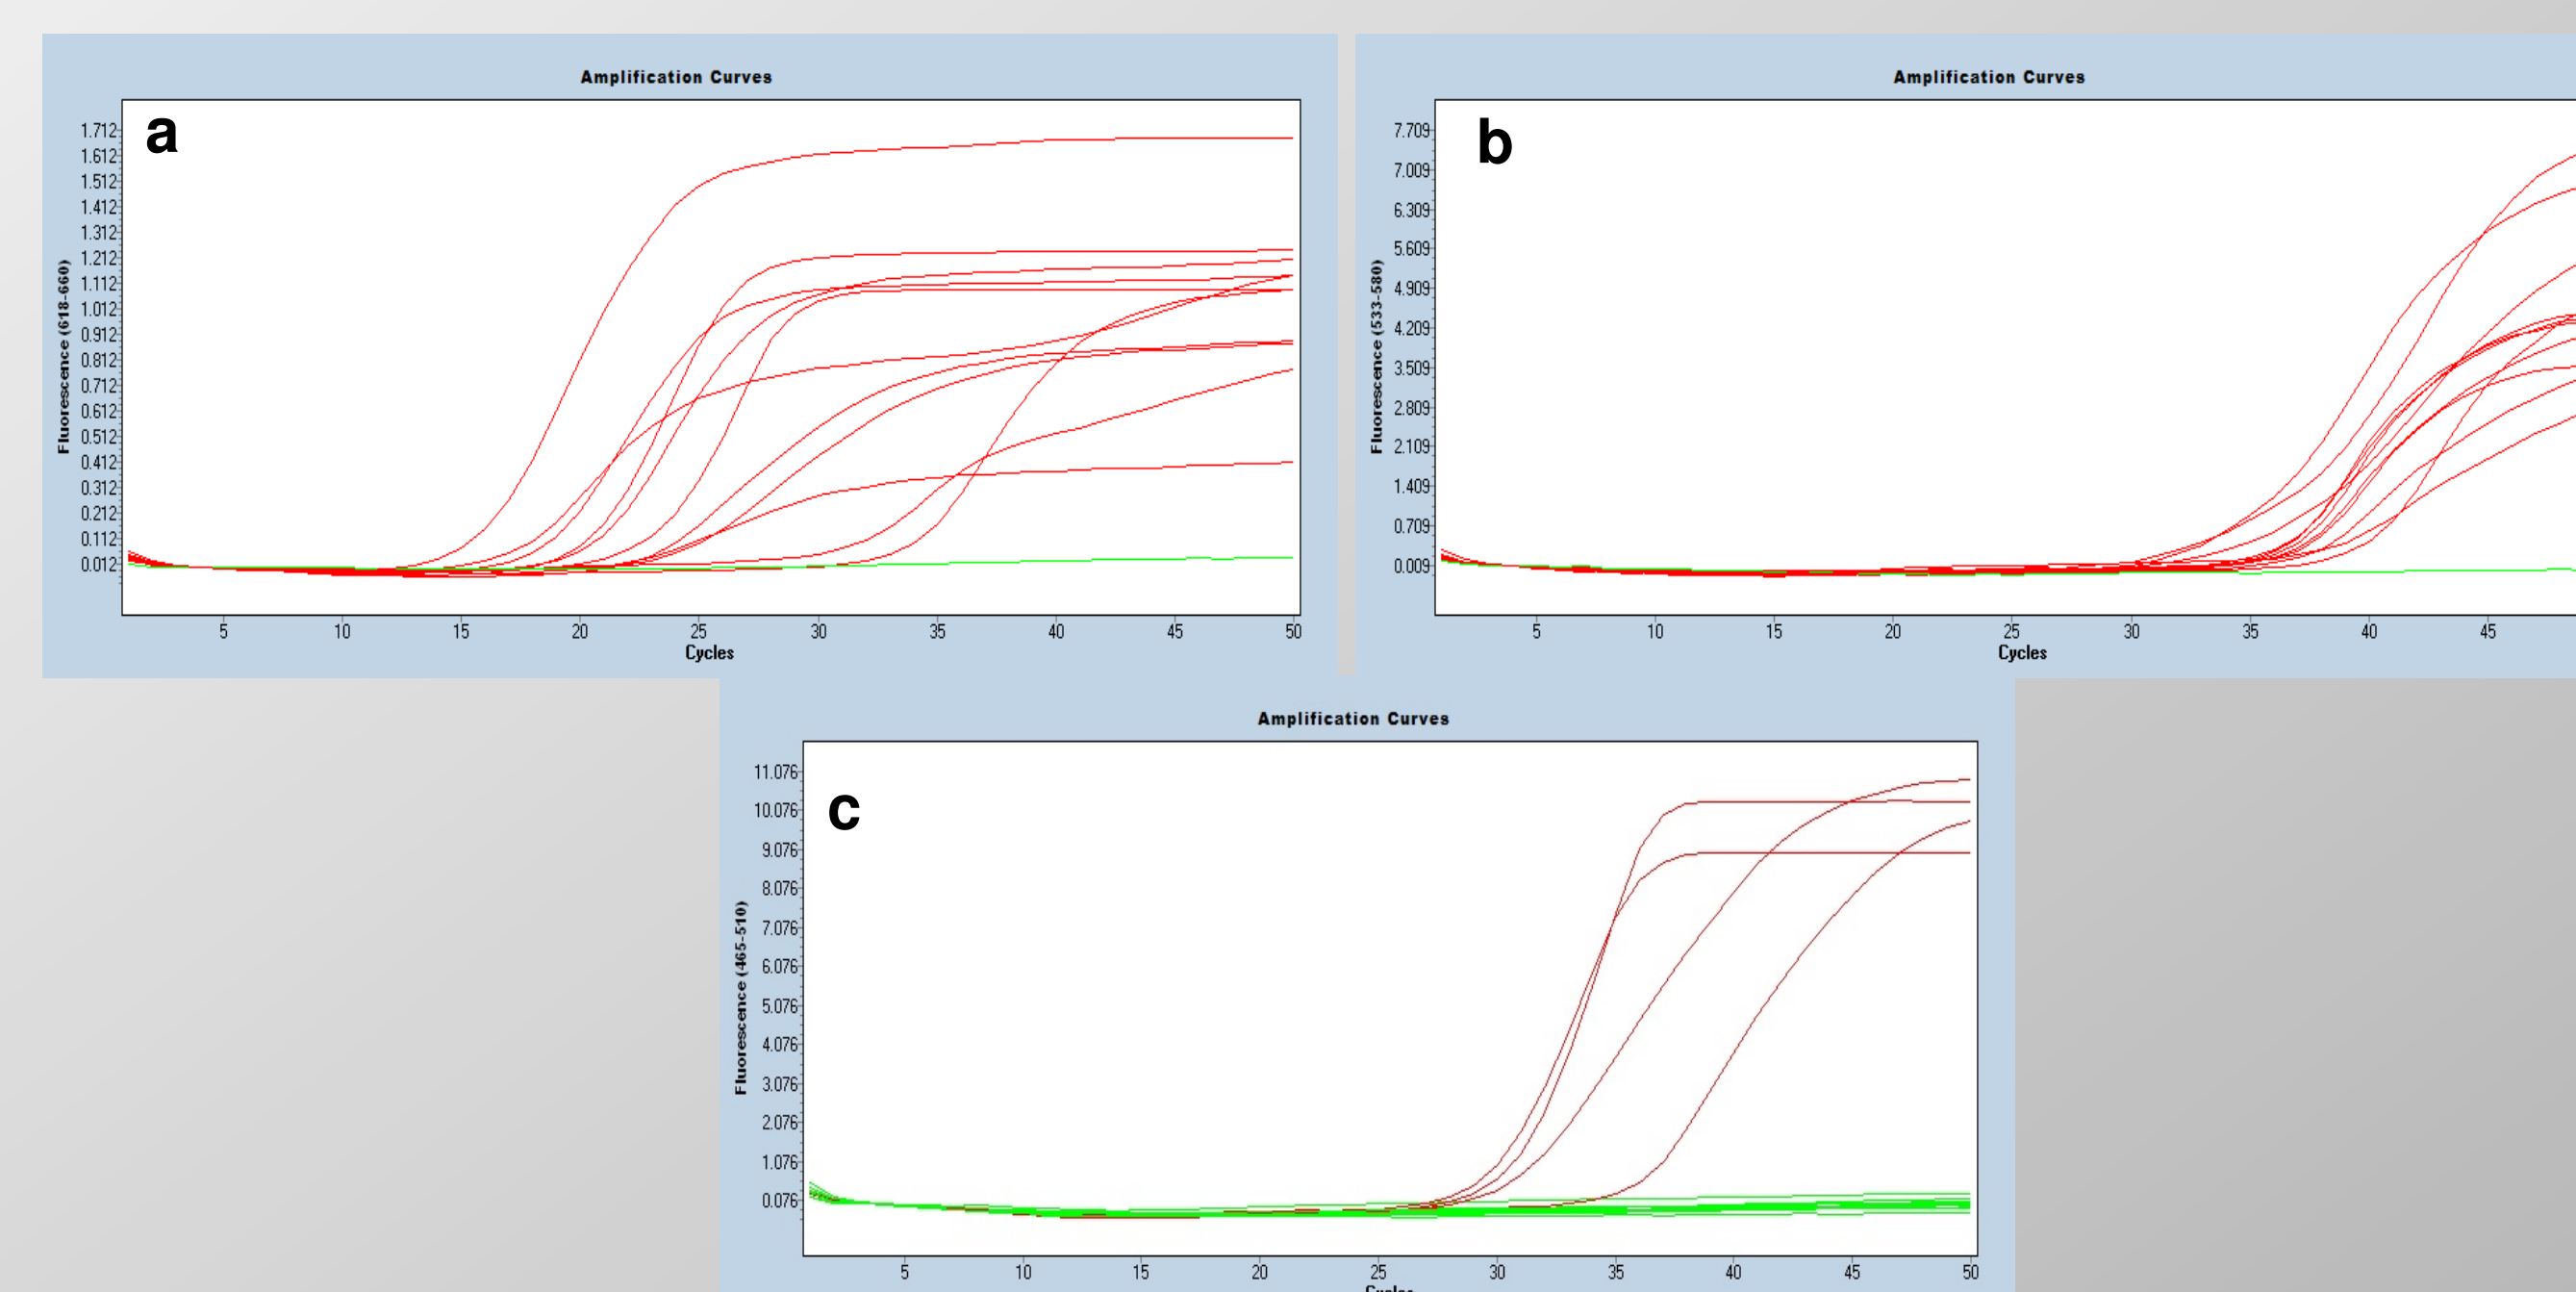 Amplification Curves
a
1.712
1.612
1.512
1.412
1.312
1.212
1.112
1.012
0.912
0.812
0.712
0.612
0.512
0.412
0.312
0.212
0.112
0.012
Fluorescence (618-660)
5 10 15 20 25 30 35 40 45 50
Cycles
Amplification Curves
b
7.709
7.009
6.309
5.609
4.909
4.209
3.509
2.809
2.109
1.409
0.709
0.009
Fluorescence (533-580)
5 10 15 20 25 30 35 40 45
Cycles
Amplification Curves
c
11.076
10.076
9.076
8.076
7.076
6.076
5.076
4.076
3.076
2.076
1.076
0.076
Fluorescence (465-510)
5 10 15 20 25 30 35 40 45 50
Cycles